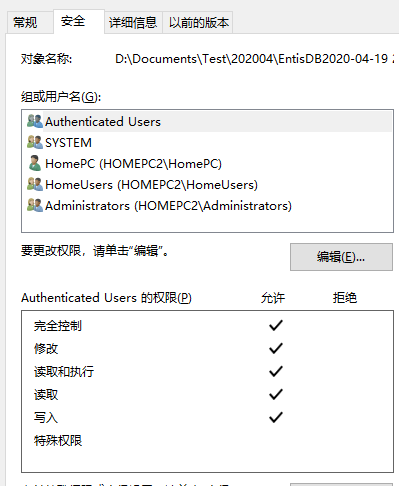 常规 安全 详细信息 以前的版本
对象名称: D:\Documents\Test\202004\EntisDB2020-04-19
组或用户名(G):
Authenticated Users
SYSTEM
HomePC (HOMEPC2\HomePC)
HomeUsers (HOMEPC2\HomeUsers)
Administrators (HOMEPC2\Administrators)
要更改权限，请单击“编辑”。 编辑(E)...
Authenticated Users 的权限(P) 允许 拒绝
完全控制
修改
读取和执行
读取
写入
特殊权限